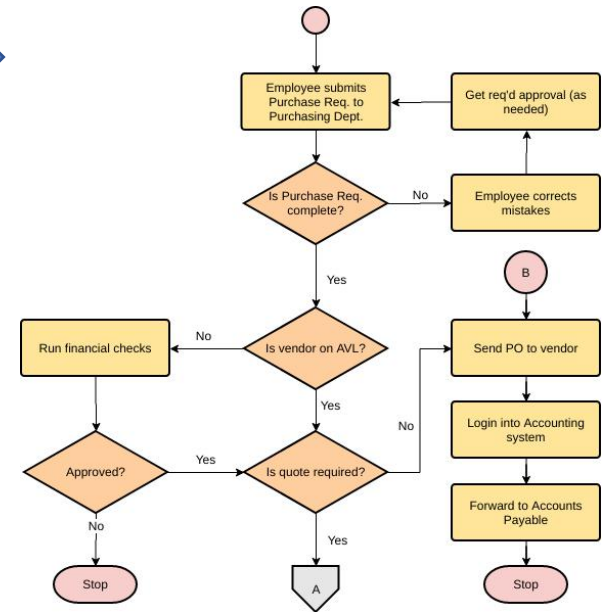 Employee submits
Purchase Req. to
Purchasing Dept.
Get req'd approval (as
needed)
Is Purchase Req.
complete?
No
Employee corrects
mistakes
Yes
B
Run financial checks
No
Is vendor on AVL?
Send PO to vendor
Yes
No
Login into Accounting
system
Approved?
Yes
Is quote required?
No
Yes
Forward to Accounts
Payable
Stop
A
Stop